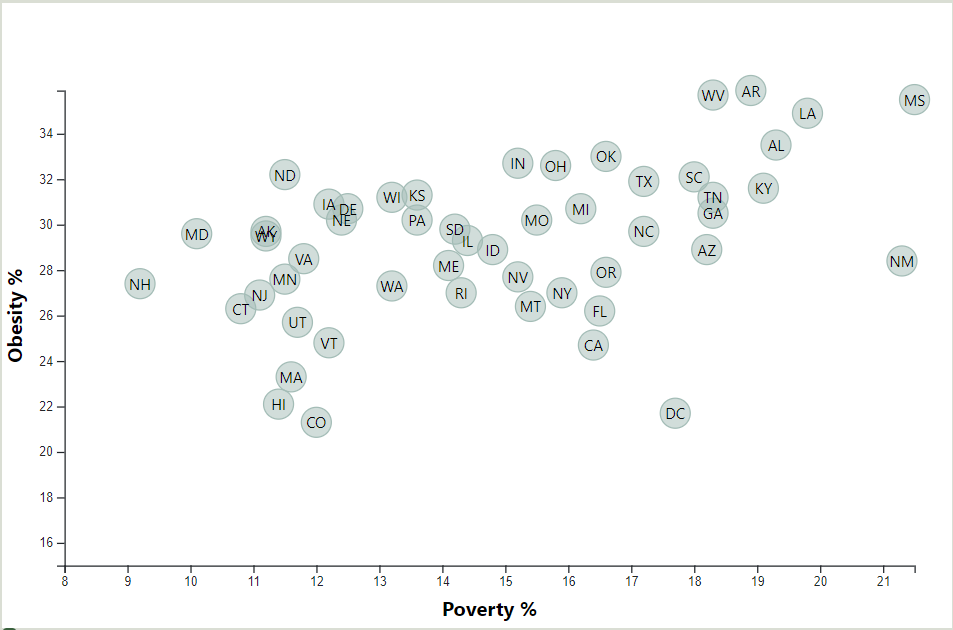 WV
AR
MS
LA
34
AL
IN
OH
OK
ND
32
TX
SC
KY
WI
KS
TN
IA
DE
MI
GA
NE
PA
MO
30
MD
AK
WY
SD
NC
IL
ID
AZ
VA
NM
ME
28
NH
MN
WA
NV
OR
NJ
RI
NY
CT
MT
FL
26
UT
VT
CA
24
MA
HI
22
CO
DC
20
18
16
Obesity %
8 9 10 11 12 13 14 15 16 17 18 19 20 21
Poverty %